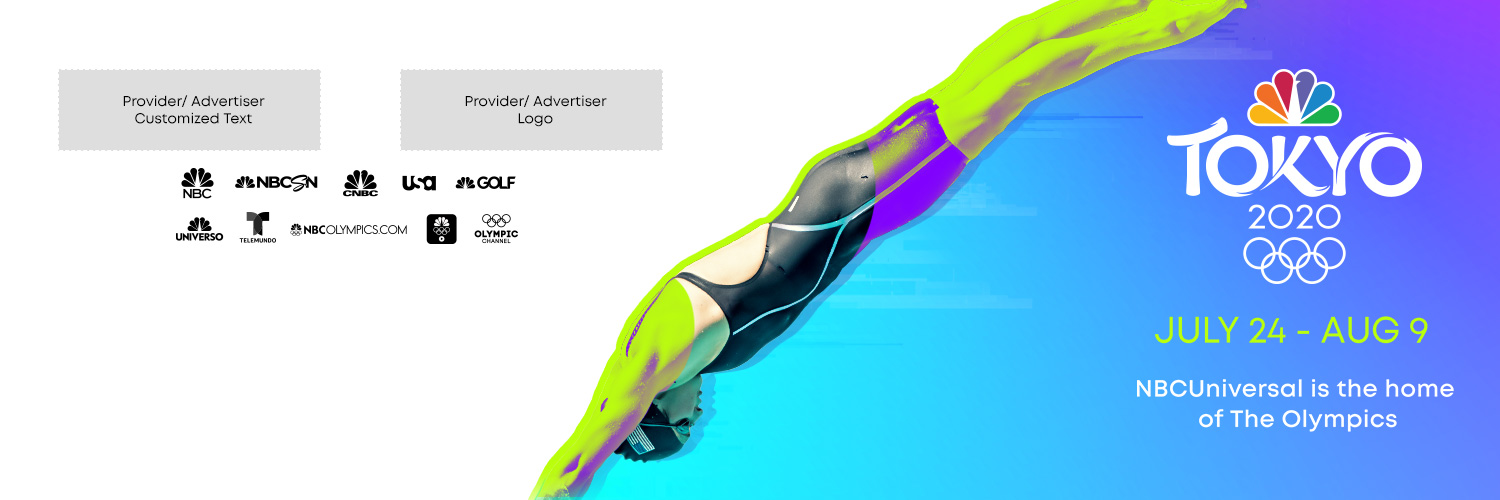 Provider/ Advertiser
Customized Text
Provider/ Advertiser
Logo
NBC
NBCSN
CNBC
usa
GOLF
UNIVERSO
TELEMUNDO
NBCOLYMPICS.COM
OLYMPIC
CHANNEL
TOKYO
2020
JULY 24 - AUG 9
NBCUniversal is the home
of The Olympics